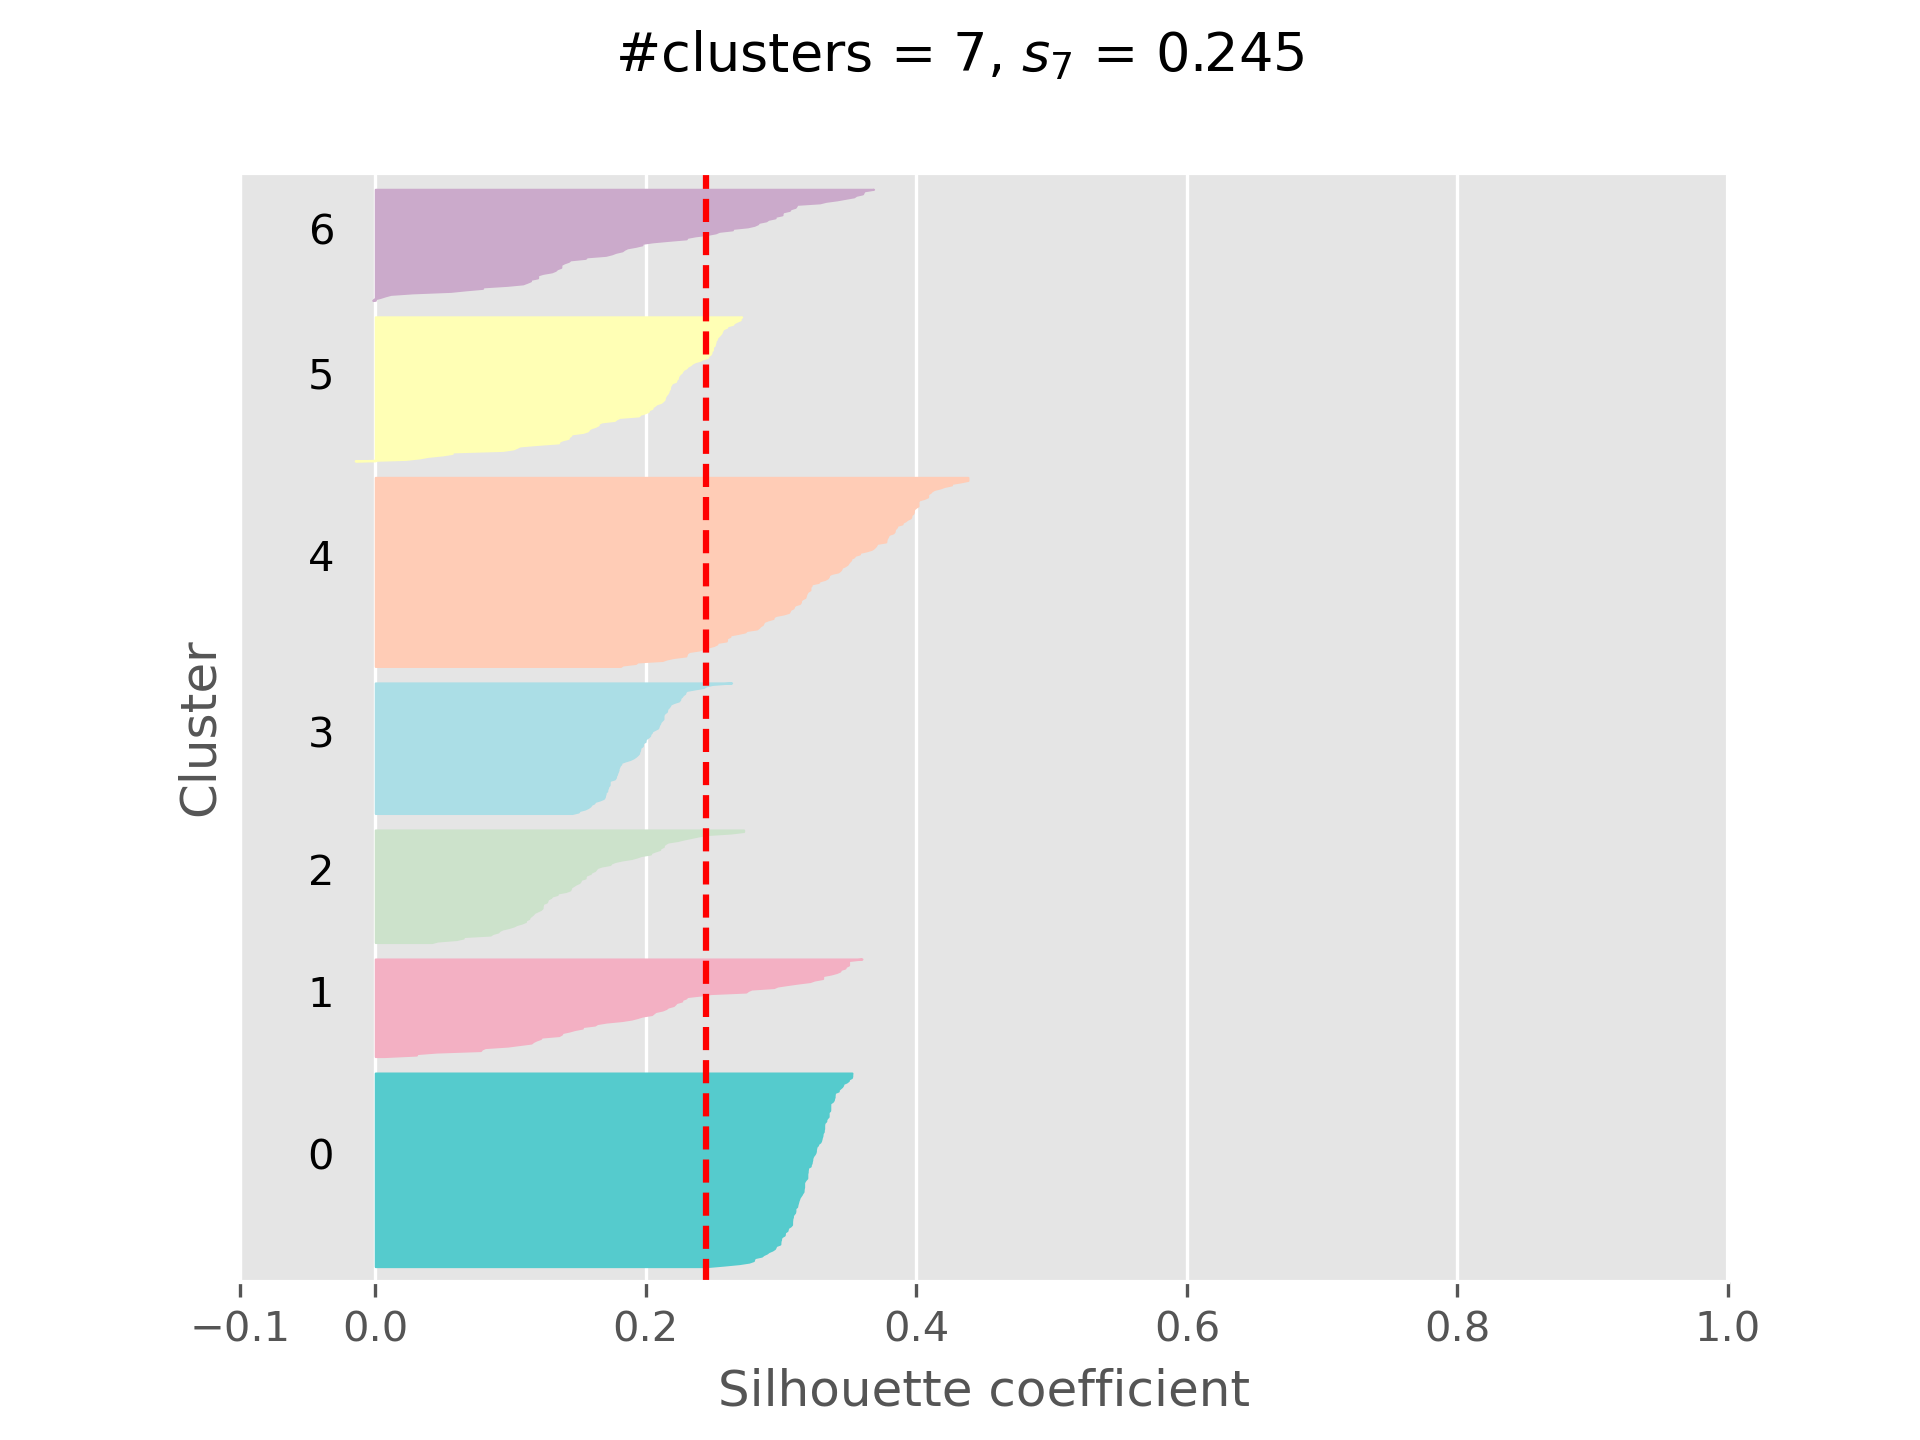 #clusters = 7, s₇ = 0.245
6
5
4
3
2
1
0
Cluster
−0.1 0.0 0.2 0.4 0.6 0.8 1.0
Silhouette coefficient